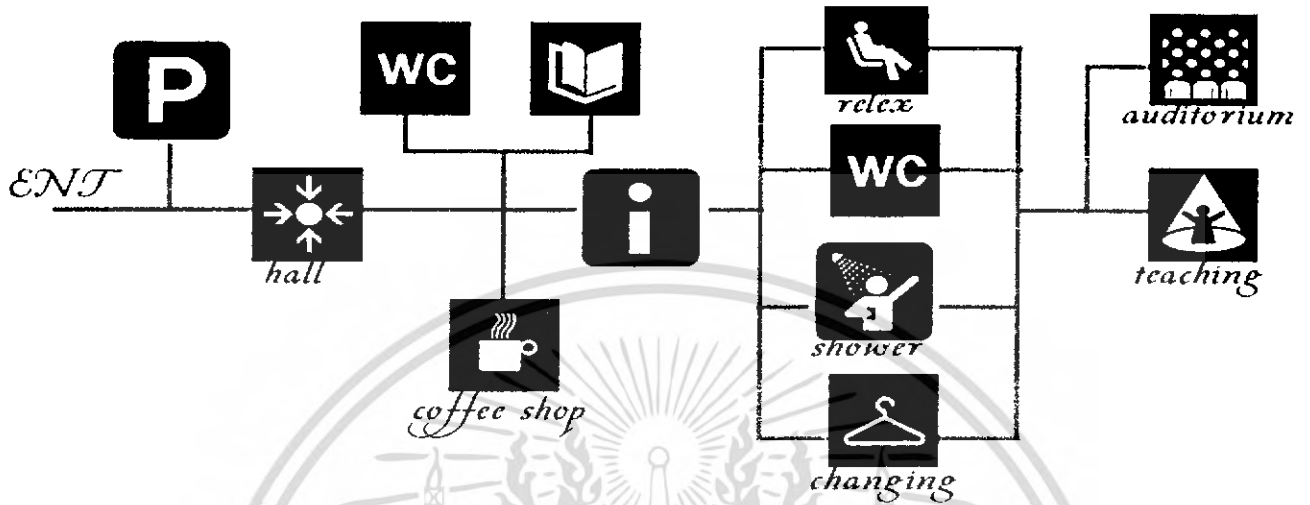 P
WC
relex
auditorium
ENT
WC
i
hall
teaching
shower
coffee shop
changing